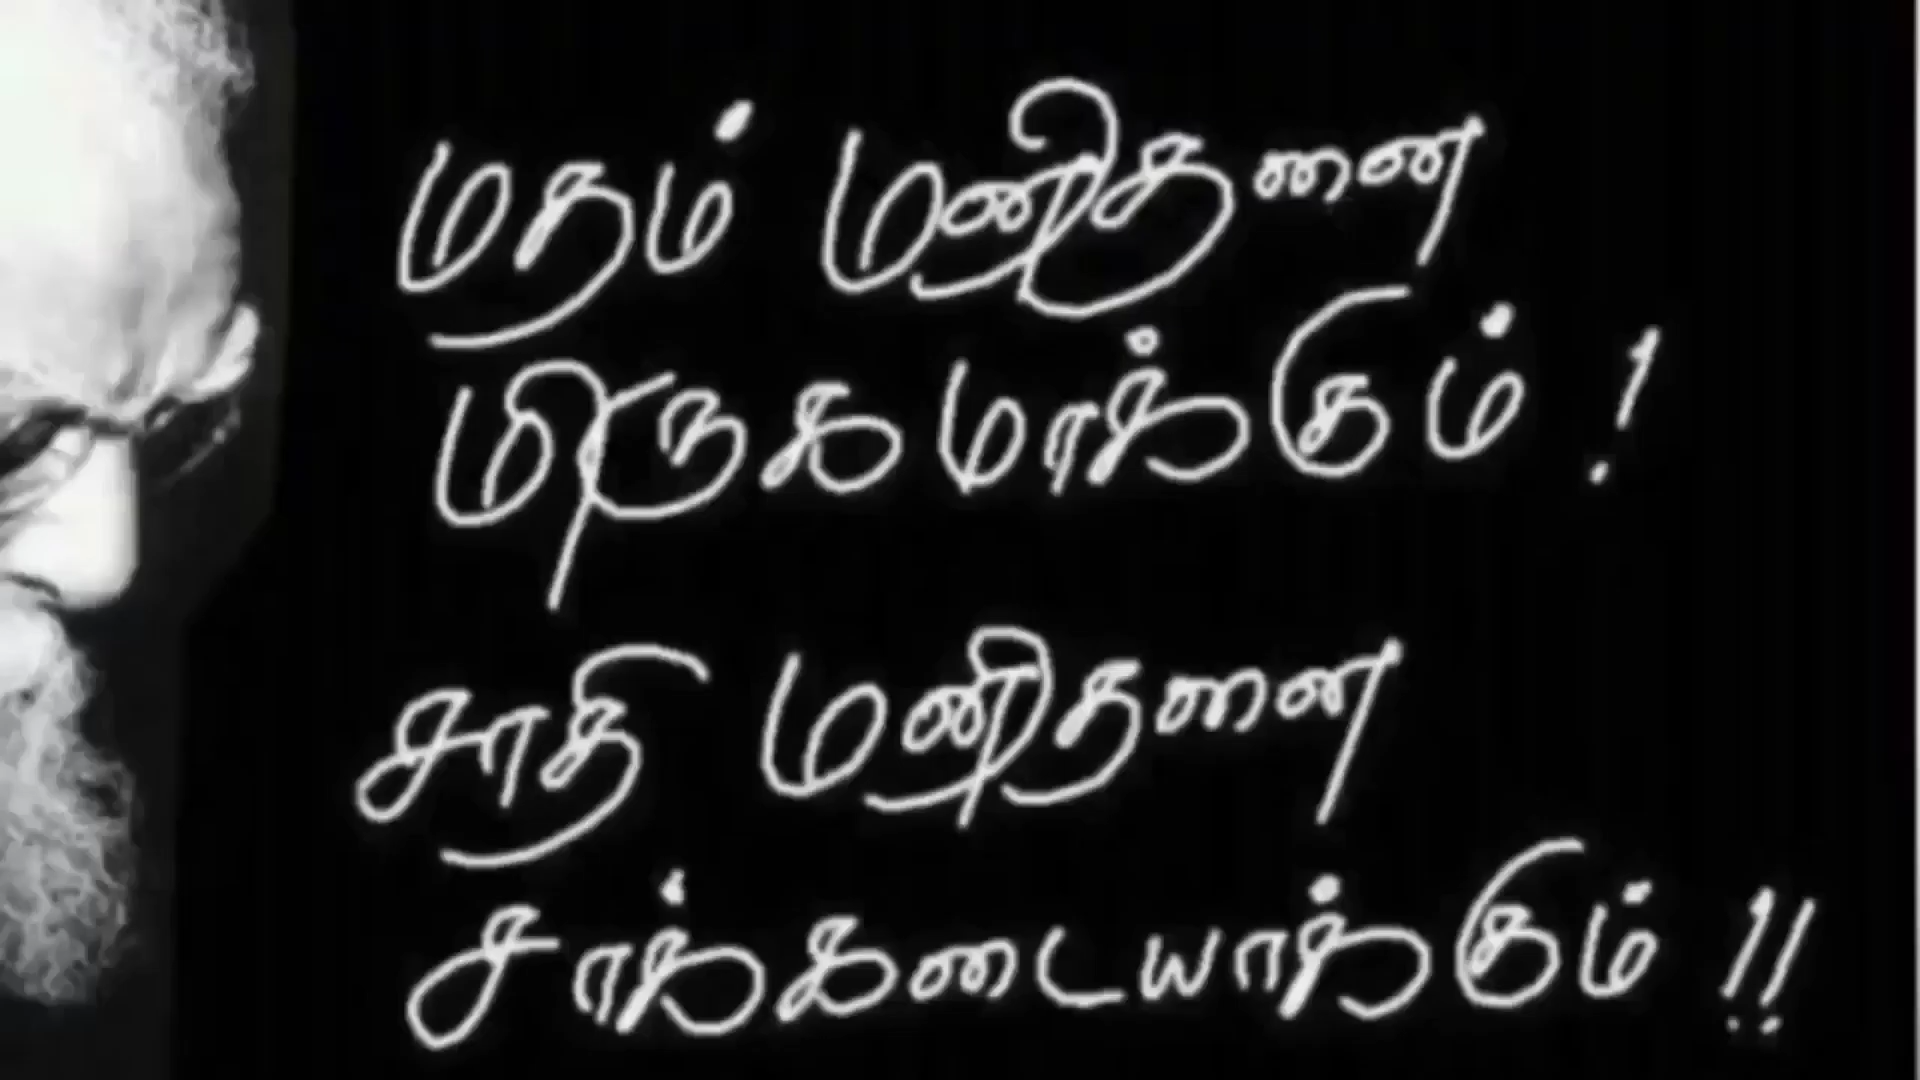 மதம் மனிதனை
மிருகமாக்கும் !
சாதி மனிதனை
சாக்கடையாக்கும் !!